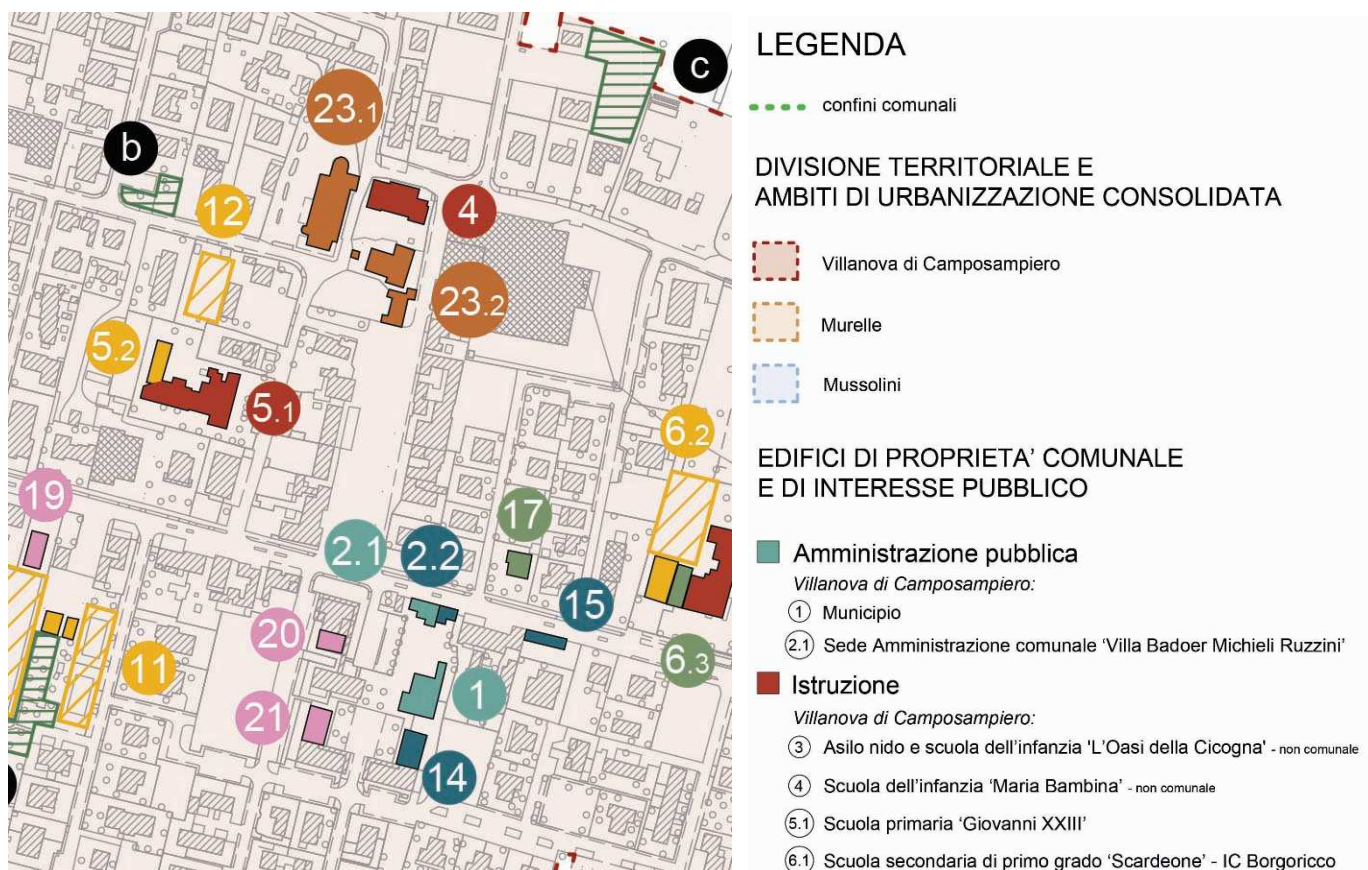 c
23.1
b
12
4
23.2
5.2
5.1
6.2
19
17
2.1
2.2
15
20
6.3
11
1
21
14
LEGENDA
confini comunali
DIVISIONE TERRITORIALE E
AMBITI DI URBANIZZAZIONE CONSOLIDATA
Villanova di Camposampiero
Murelle
Mussolini
EDIFICI DI PROPRIETA' COMUNALE
E DI INTERESSE PUBBLICO
Amministrazione pubblica
Villanova di Camposampiero:
1 Municipio
2.1 Sede Amministrazione comunale 'Villa Badoer Michieli Ruzzini'
Istruzione
Villanova di Camposampiero:
3 Asilo nido e scuola dell'infanzia 'L'Oasi della Cicogna' - non comunale
4 Scuola dell'infanzia 'Maria Bambina' - non comunale
5.1 Scuola primaria 'Giovanni XXIII'
6.1 Scuola secondaria di primo grado 'Scardeone' - IC Borgoricco